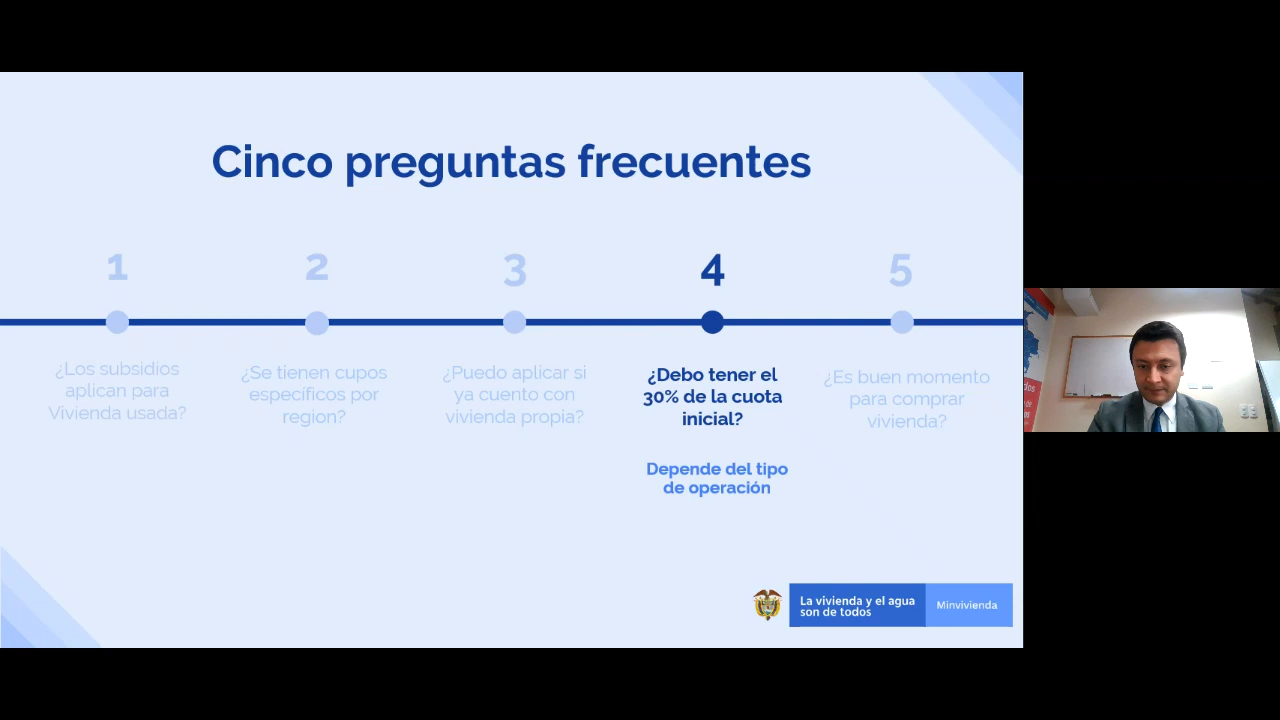 Cinco preguntas frecuentes
1
2
3
4
5
¿Los subsidios
aplican para
Vivienda usada?
¿Se tienen cupos
específicos por
region?
¿Puedo aplicar si
ya cuento con
vivienda propia?
¿Debo tener el
30% de la cuota
inicial?
Depende del tipo
de operación
¿Es buen momento
para comprar
vivienda?
La vivienda y el agua
son de todos
Minvivienda